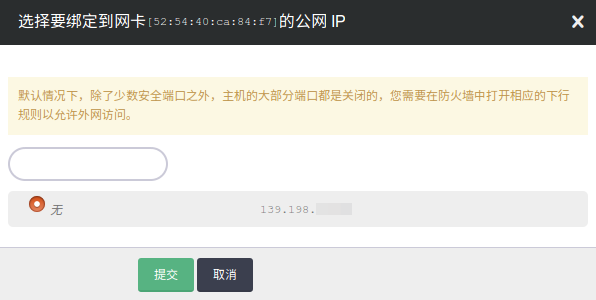 选择要绑定到网卡[52:54:40:ca:84:f7]的公网 IP
默认情况下，除了少数安全端口之外，主机的大部分端口都是关闭的，您需要在防火墙中打开相应的下行
规则以允许外网访问。
无 139.198.
提交 取消